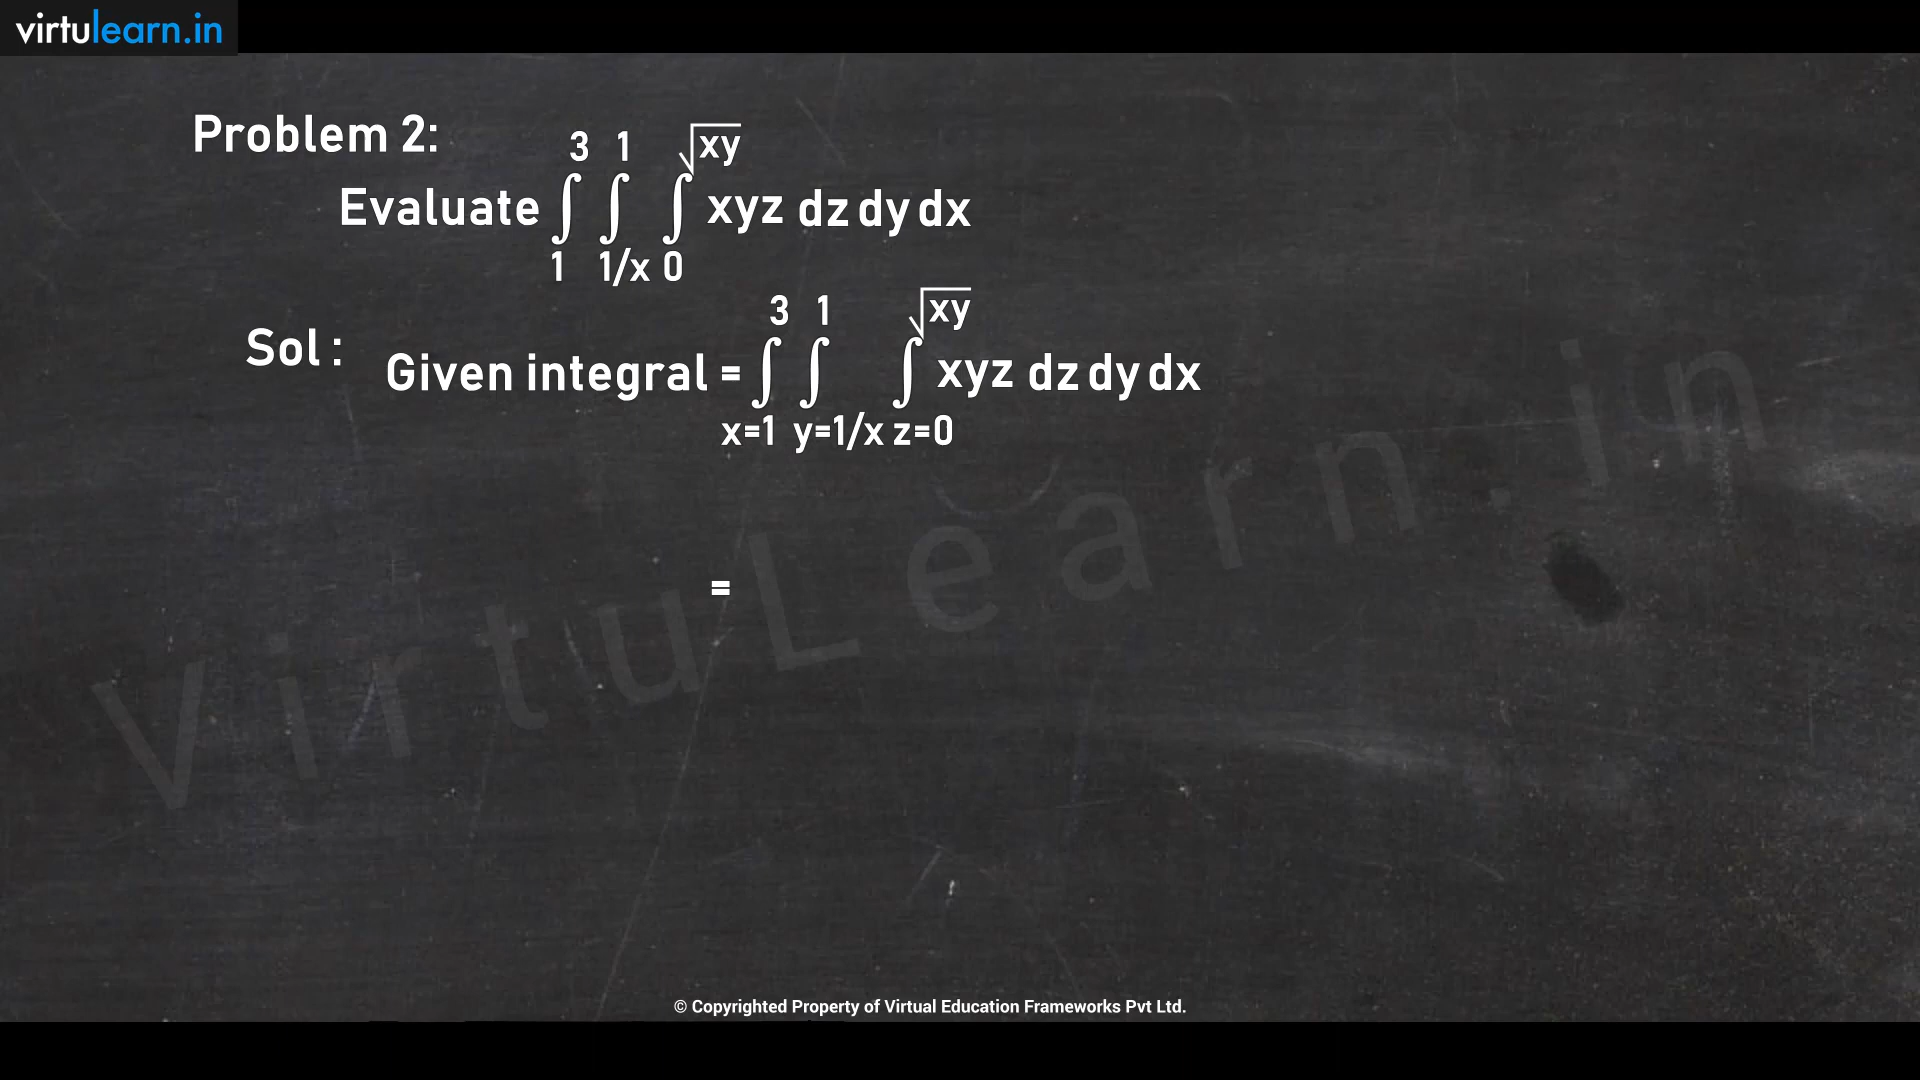 virtulearn.in
Problem 2:
3 1 √xy
Evaluate ∫ ∫ ∫ xyz dz dy dx
1 1/x 0
3 1 √xy
Sol : Given integral = ∫ ∫ ∫ xyz dz dy dx
x=1 y=1/x z=0
=
VirtuLearn.in
© Copyrighted Property of Virtual Education Frameworks Pvt Ltd.